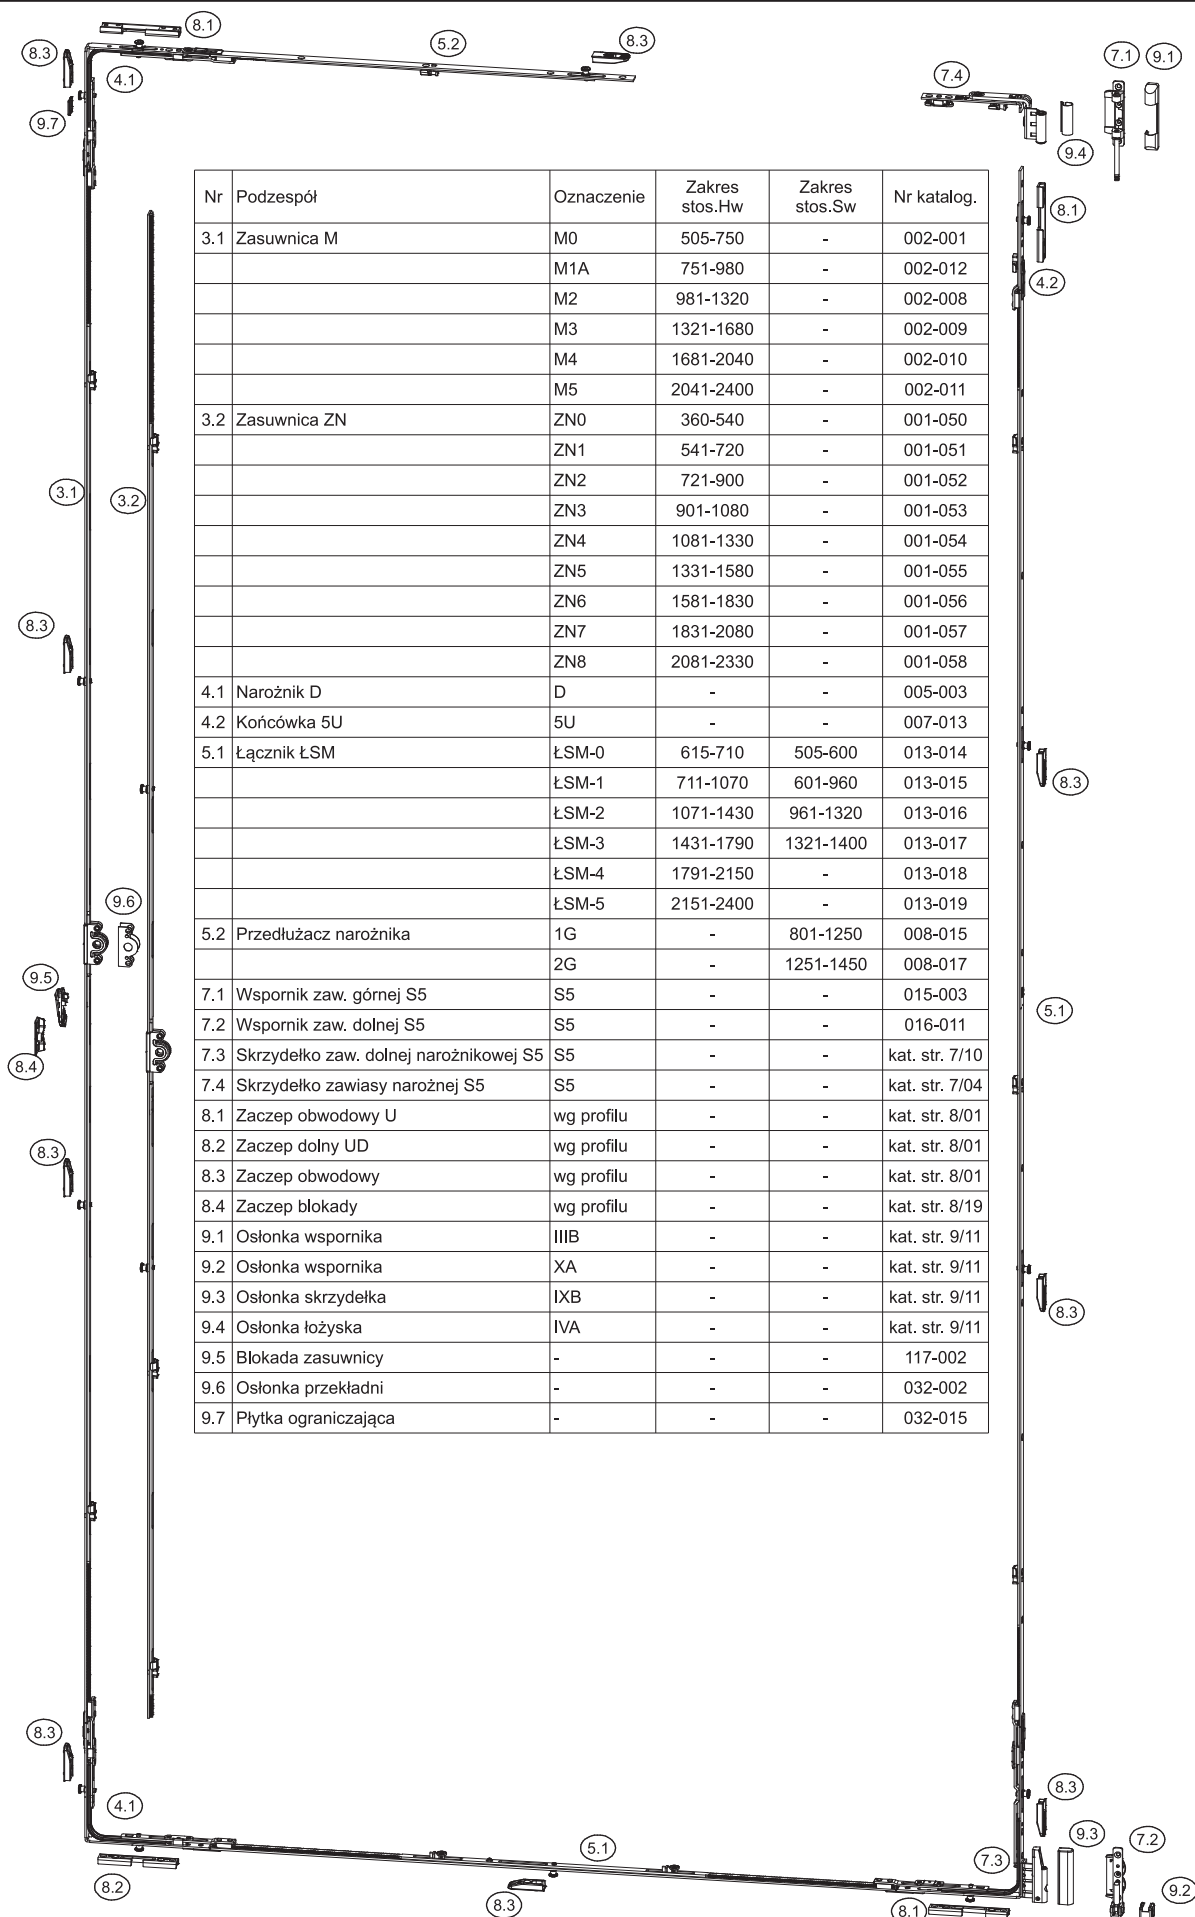 8.1
8.3
5.2
8.3
4.1
9.7
7.4
7.1
9.1
9.4
8.1
4.2
Nr Podzespół Oznaczenie Zakres stos.Hw Zakres stos.Sw Nr katalog.
3.1 Zasuwnica M M0 505-750 - 002-001
M1A 751-980 - 002-012
M2 981-1320 - 002-008
M3 1321-1680 - 002-009
M4 1681-2040 - 002-010
M5 2041-2400 - 002-011
3.2 Zasuwnica ZN ZN0 360-540 - 001-050
ZN1 541-720 - 001-051
ZN2 721-900 - 001-052
ZN3 901-1080 - 001-053
ZN4 1081-1330 - 001-054
ZN5 1331-1580 - 001-055
ZN6 1581-1830 - 001-056
ZN7 1831-2080 - 001-057
ZN8 2081-2330 - 001-058
4.1 Narożnik D D - - 005-003
4.2 Końcówka 5U 5U - - 007-013
5.1 Łącznik ŁSM ŁSM-0 615-710 505-600 013-014
ŁSM-1 711-1070 601-960 013-015
ŁSM-2 1071-1430 961-1320 013-016
ŁSM-3 1431-1790 1321-1400 013-017
ŁSM-4 1791-2150 - 013-018
ŁSM-5 2151-2400 - 013-019
5.2 Przedłużacz narożnika 1G - 801-1250 008-015
2G - 1251-1450 008-017
7.1 Wspornik zaw. górnej S5 S5 - - 015-003
7.2 Wspornik zaw. dolnej S5 S5 - - 016-011
7.3 Skrzydełko zaw. dolnej narożnikowej S5 S5 - - kat. str. 7/10
7.4 Skrzydełko zawiasy narożnej S5 S5 - - kat. str. 7/04
8.1 Zaczep obwodowy U wg profilu - - kat. str. 8/01
8.2 Zaczep dolny UD wg profilu - - kat. str. 8/01
8.3 Zaczep obwodowy wg profilu - - kat. str. 8/01
8.4 Zaczep blokady wg profilu - - kat. str. 8/19
9.1 Osłonka wspornika IIIB - - kat. str. 9/11
9.2 Osłonka wspornika XA - - kat. str. 9/11
9.3 Osłonka skrzydełka IXB - - kat. str. 9/11
9.4 Osłonka łożyska IVA - - kat. str. 9/11
9.5 Blokada zasuwnicy - - - 117-002
9.6 Osłonka przekładni - - - 032-002
9.7 Płytka ograniczająca - - - 032-015
3.1
3.2
8.3
8.3
9.6
9.5
8.4
5.1
8.3
8.3
8.3
4.1
8.2
5.1
8.3
8.3
7.3
9.3
7.2
9.2
8.1